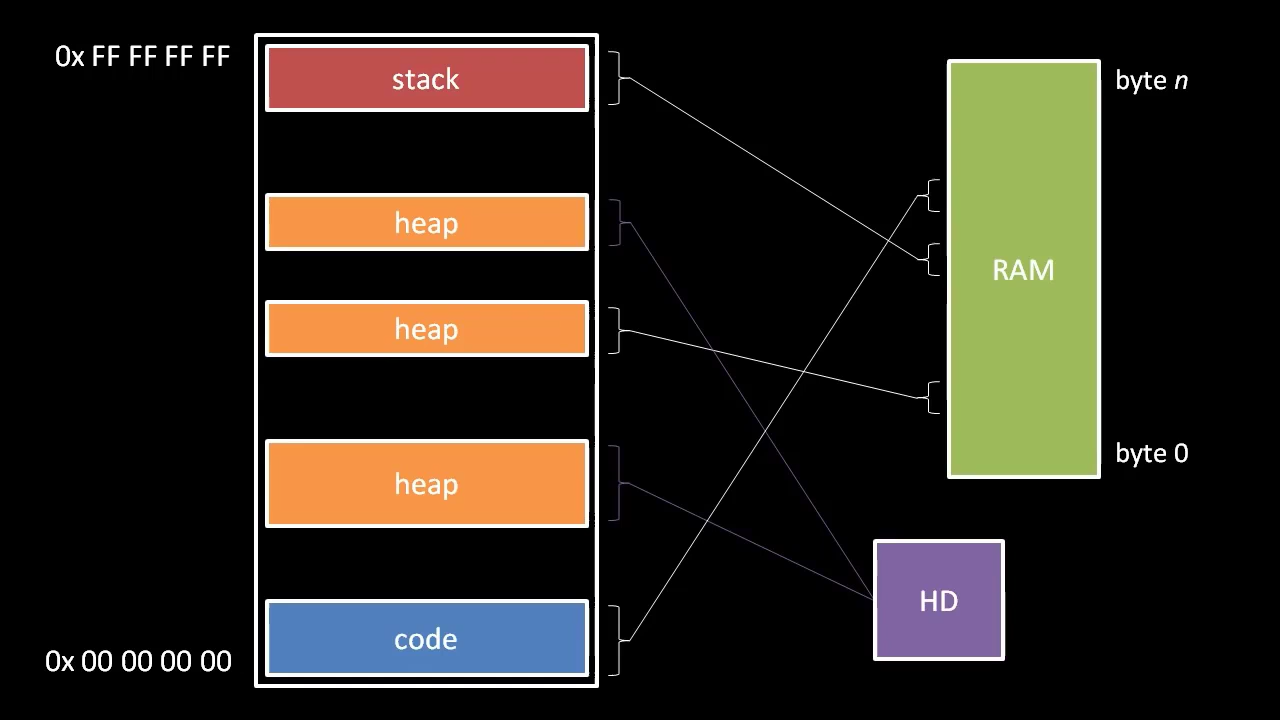 0x FF FF FF FF
stack
heap
heap
heap
code
0x 00 00 00 00
byte n
RAM
byte 0
HD